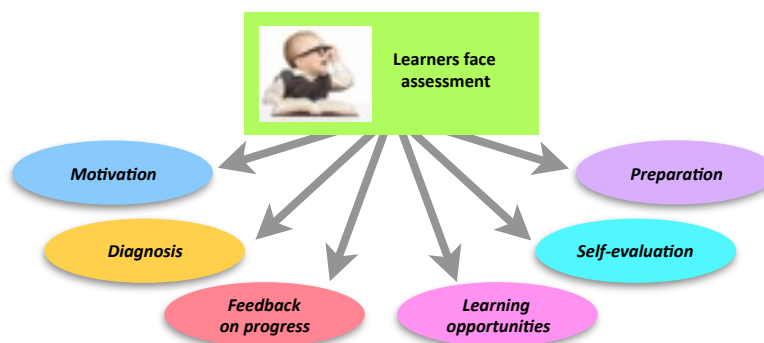 Learners face
assessment
Motivation
Preparation
Diagnosis
Self-evaluation
Feedback
on progress
Learning
opportunities